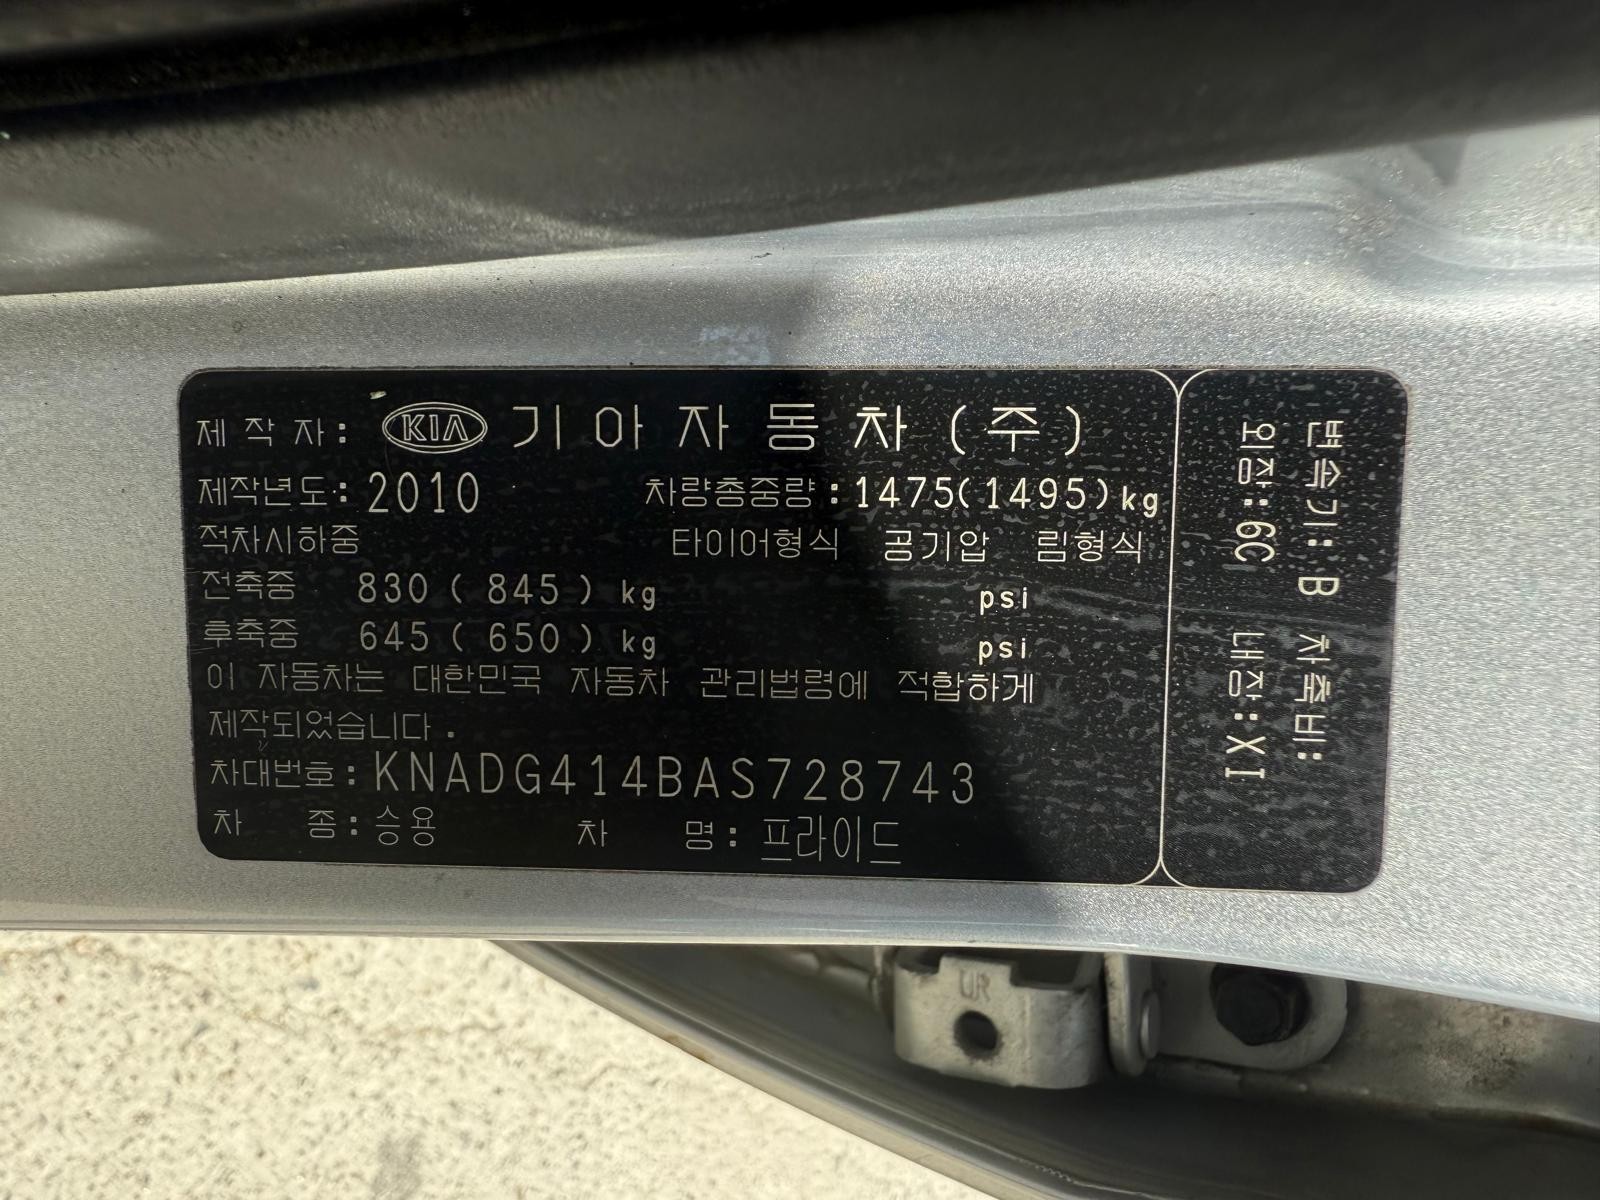 제 작 자 : KIA 기 아 자 동 차 ( 주 )
제작년도 : 2010 차량총중량 : 1475(1495)kg
적차시하중 타이어형식 공기압 림형식
전축중 830 ( 845 ) kg psi
후축중 645 ( 650 ) kg psi
이 자동차는 대한민국 자동차 관리법령에 적합하게
제작되었습니다 .
차대번호 : KNADG414BAS728743
차 종 : 승용 차 명 : 프라이드
변속기: B 차축비:
외장:6C 내장:XI
UR